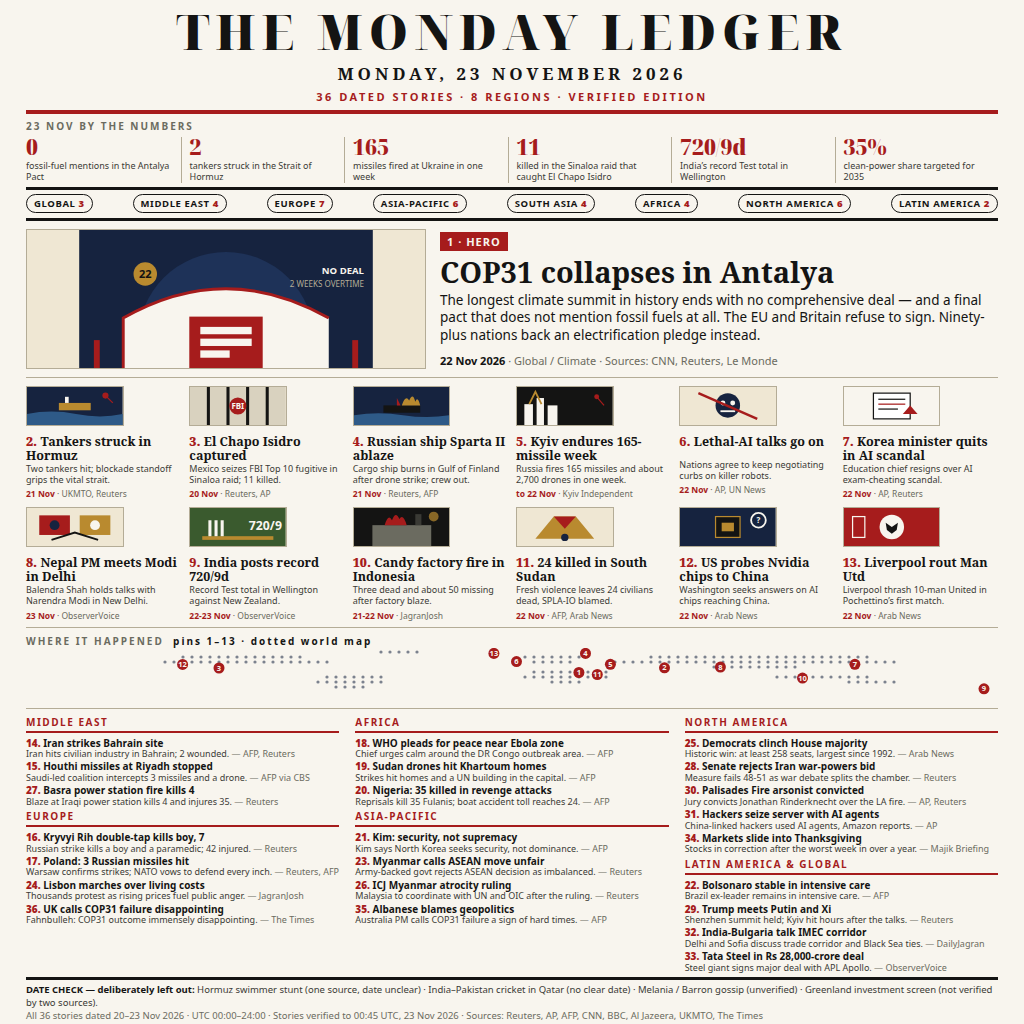 THE MONDAY LEDGER
MONDAY, 23 NOVEMBER 2026
36 DATED STORIES · 8 REGIONS · VERIFIED EDITION
23 NOV BY THE NUMBERS
0
fossil-fuel mentions in the Antalya
Pact
2
tankers struck in the Strait of
Hormuz
165
missiles fired at Ukraine in one
week
11
killed in the Sinaloa raid that
caught El Chapo Isidro
720/9d
India's record Test total in
Wellington
35%
clean-power share targeted for
2035
GLOBAL 3
MIDDLE EAST 4
EUROPE 7
ASIA-PACIFIC 6
SOUTH ASIA 4
AFRICA 4
NORTH AMERICA 6
LATIN AMERICA 2
22
NO DEAL
2 WEEKS OVERTIME
1 · HERO
COP31 collapses in Antalya
The longest climate summit in history ends with no comprehensive deal — and a final
pact that does not mention fossil fuels at all. The EU and Britain refuse to sign. Ninety-
plus nations back an electrification pledge instead.
22 Nov 2026 · Global / Climate · Sources: CNN, Reuters, Le Monde
2. Tankers struck in
Hormuz
Two tankers hit; blockade standoff
grips the vital strait.
21 Nov · UKMTO, Reuters
FBI
3. El Chapo Isidro
captured
Mexico seizes FBI Top 10 fugitive in
Sinaloa raid; 11 killed.
20 Nov · Reuters, AP
4. Russian ship Sparta II
ablaze
Cargo ship burns in Gulf of Finland
after drone strike; crew out.
21 Nov · Reuters, AFP
5. Kyiv endures 165-
missile week
Russia fires 165 missiles and about
2,700 drones in one week.
to 22 Nov · Kyiv Independent
6. Lethal-AI talks go on
Nations agree to keep negotiating
curbs on killer robots.
22 Nov · AP, UN News
7. Korea minister quits
in AI scandal
Education chief resigns over AI
exam-cheating scandal.
22 Nov · AP, Reuters
8. Nepal PM meets Modi
in Delhi
Balendra Shah holds talks with
Narendra Modi in New Delhi.
23 Nov · ObserverVoice
720/9
9. India posts record
720/9d
Record Test total in Wellington
against New Zealand.
22-23 Nov · ObserverVoice
10. Candy factory fire in
Indonesia
Three dead and about 50 missing
after factory blaze.
21-22 Nov · JagranJosh
11. 24 killed in South
Sudan
Fresh violence leaves 24 civilians
dead, SPLA-IO blamed.
22 Nov · AFP, Arab News
?
12. US probes Nvidia
chips to China
Washington seeks answers on AI
chips reaching China.
22 Nov · Arab News
13. Liverpool rout Man
Utd
Liverpool thrash 10-man United in
Pochettino's first match.
22 Nov · Reuters
WHERE IT HAPPENED pins 1–13 · dotted world map
12
3
13
6
4
1
11
5
2
8
10
7
9
MIDDLE EAST
14. Iran strikes Bahrain site
Iran hits civilian industry in Bahrain; 2 wounded. — AFP, Reuters
15. Houthi missiles at Riyadh stopped
Saudi-led coalition intercepts 3 missiles and a drone. — AFP via CBS
27. Basra power station fire kills 4
Blaze at Iraqi power station kills 4 and injures 35. — Reuters
EUROPE
16. Kryvyi Rih double-tap kills boy, 7
Russian strike kills a boy and a paramedic; 42 injured. — Reuters
17. Poland: 3 Russian missiles hit
Warsaw confirms strikes; NATO vows to defend every inch. — Reuters, AFP
24. Lisbon marches over living costs
Thousands protest as rising prices fuel public anger. — JagranJosh
36. UK calls COP31 failure disappointing
Fahnbulleh: COP31 outcome immensely disappointing. — The Times
AFRICA
18. WHO pleads for peace near Ebola zone
Chief urges calm around the DR Congo outbreak area. — AFP
19. Sudan drones hit Khartoum homes
Strikes hit homes and a UN building in the capital. — AFP
20. Nigeria: 35 killed in revenge attacks
Reprisals kill 35 Fulanis; boat accident toll reaches 24. — AFP
ASIA-PACIFIC
21. Kim: security, not supremacy
Kim says North Korea seeks security, not dominance. — AFP
23. Myanmar calls ASEAN move unfair
Army-backed govt rejects ASEAN decision as imbalanced. — Reuters
26. ICJ Myanmar atrocity ruling
Malaysia to coordinate with UN and OIC after the ruling. — Reuters
35. Albanese blames geopolitics
Australia PM calls COP31 failure a sign of hard times. — AFP
NORTH AMERICA
25. Democrats clinch House majority
Historic win: at least 258 seats, largest since 1992. — Arab News
28. Senate rejects Iran war-powers bid
Measure fails 48-51 as war debate splits the chamber. — Reuters
30. Palisades Fire arsonist convicted
Jury convicts Jonathan Rinderknecht over the LA fire. — AP, Reuters
31. Hackers seize server with AI agents
China-linked hackers used AI agents, Amazon reports. — AP
34. Markets slide into Thanksgiving
Stocks in correction after the worst week in over a year. — Majik Briefing
LATIN AMERICA & GLOBAL
22. Bolsonaro stable in intensive care
Brazil ex-leader remains in intensive care. — AFP
29. Trump meets Putin and Xi
Shenzhen summit held; Kyiv hit hours after the talks. — Reuters
32. India-Bulgaria talk IMEC corridor
Delhi and Sofia discuss trade corridor and Black Sea ties. — DailyJagran
33. Tata Steel in Rs 28,000-crore deal
Steel giant signs major deal with APL Apollo. — ObserverVoice
DATE CHECK — deliberately left out: Hormuz swimmer stunt (one source, date unclear) · India–Pakistan cricket in Qatar (no clear date) · Melania / Barron gossip (unverified) · Greenland investment screen (not verified
by two sources).
All 36 stories dated 20–23 Nov 2026 · UTC 00:00–24:00 · Stories verified to 00:45 UTC, 23 Nov 2026 · Sources: Reuters, AP, AFP, CNN, BBC, Al Jazeera, UKMTO, The Times